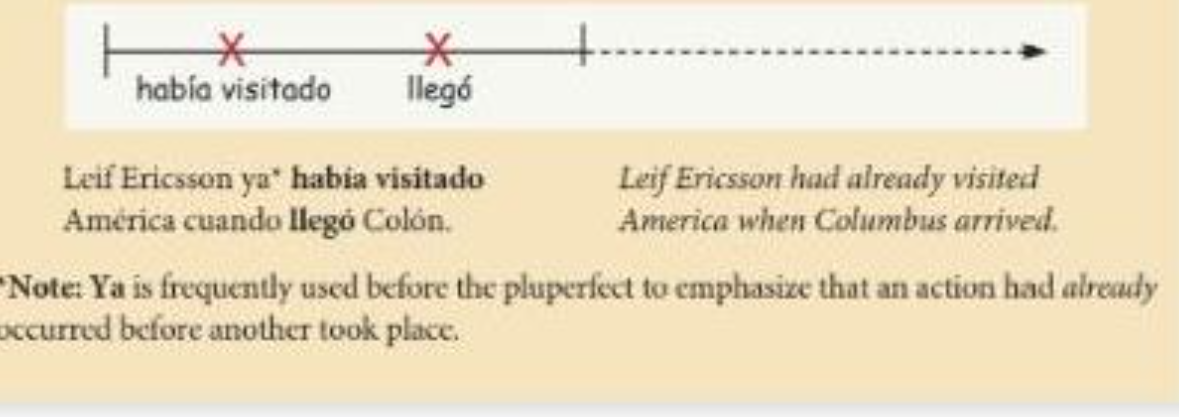 había visitado llegó
Leif Ericsson ya* había visitado
América cuando llegó Colón.
Leif Ericsson had already visited
America when Columbus arrived.
*Note: Ya is frequently used before the pluperfect to emphasize that an action had already
occurred before another took place.